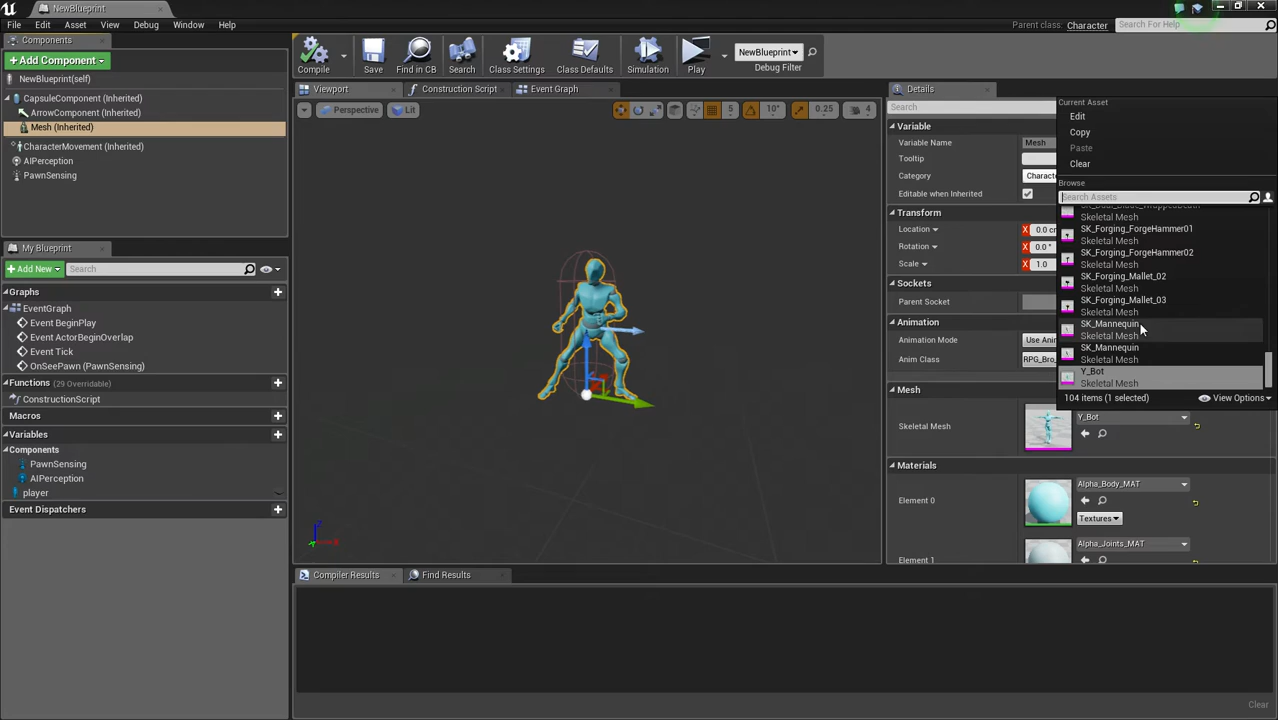 NewBlueprint
File Edit Asset View Debug Window Help
Parent class: Character
Search For Help
Components
+ Add Component
NewBlueprint(self)
CapsuleComponent (Inherited)
ArrowComponent (Inherited)
Mesh (Inherited)
CharacterMovement (Inherited)
AIPerception
PawnSensing
My Blueprint
+ Add New
Search
Graphs
EventGraph
Event BeginPlay
Event ActorBeginOverlap
Event Tick
OnSeePawn (PawnSensing)
Functions (29 Overridable)
ConstructionScript
Macros
Variables
Components
PawnSensing
AIPerception
player
Event Dispatchers
Compile Save Find in CB Search Class Settings Class Defaults Simulation Play
NewBlueprint
Debug Filter
Viewport Construction Script Event Graph
Perspective Lit 5 10° 0.25 4
Compiler Results Find Results
Clear
Details
Search
Variable
Variable Name Mesh
Tooltip
Category Charac
Editable when Inherited
Transform
Location X 0.0 cm
Rotation X 0.0 °
Scale X 1.0
Sockets
Parent Socket
Animation
Animation Mode Use Anim
Anim Class RPG_Bro
Mesh
Skeletal Mesh Y_Bot
Materials
Element 0 Alpha_Body_MAT
Textures
Element 1 Alpha_Joints_MAT
Current Asset
Edit
Copy
Paste
Clear
Browse
Search Assets
Skeletal Mesh
SK_Forging_ForgeHammer01
Skeletal Mesh
SK_Forging_ForgeHammer02
Skeletal Mesh
SK_Forging_Mallet_02
Skeletal Mesh
SK_Forging_Mallet_03
Skeletal Mesh
SK_Mannequin
Skeletal Mesh
SK_Mannequin
Skeletal Mesh
Y_Bot
Skeletal Mesh
104 items (1 selected) View Options